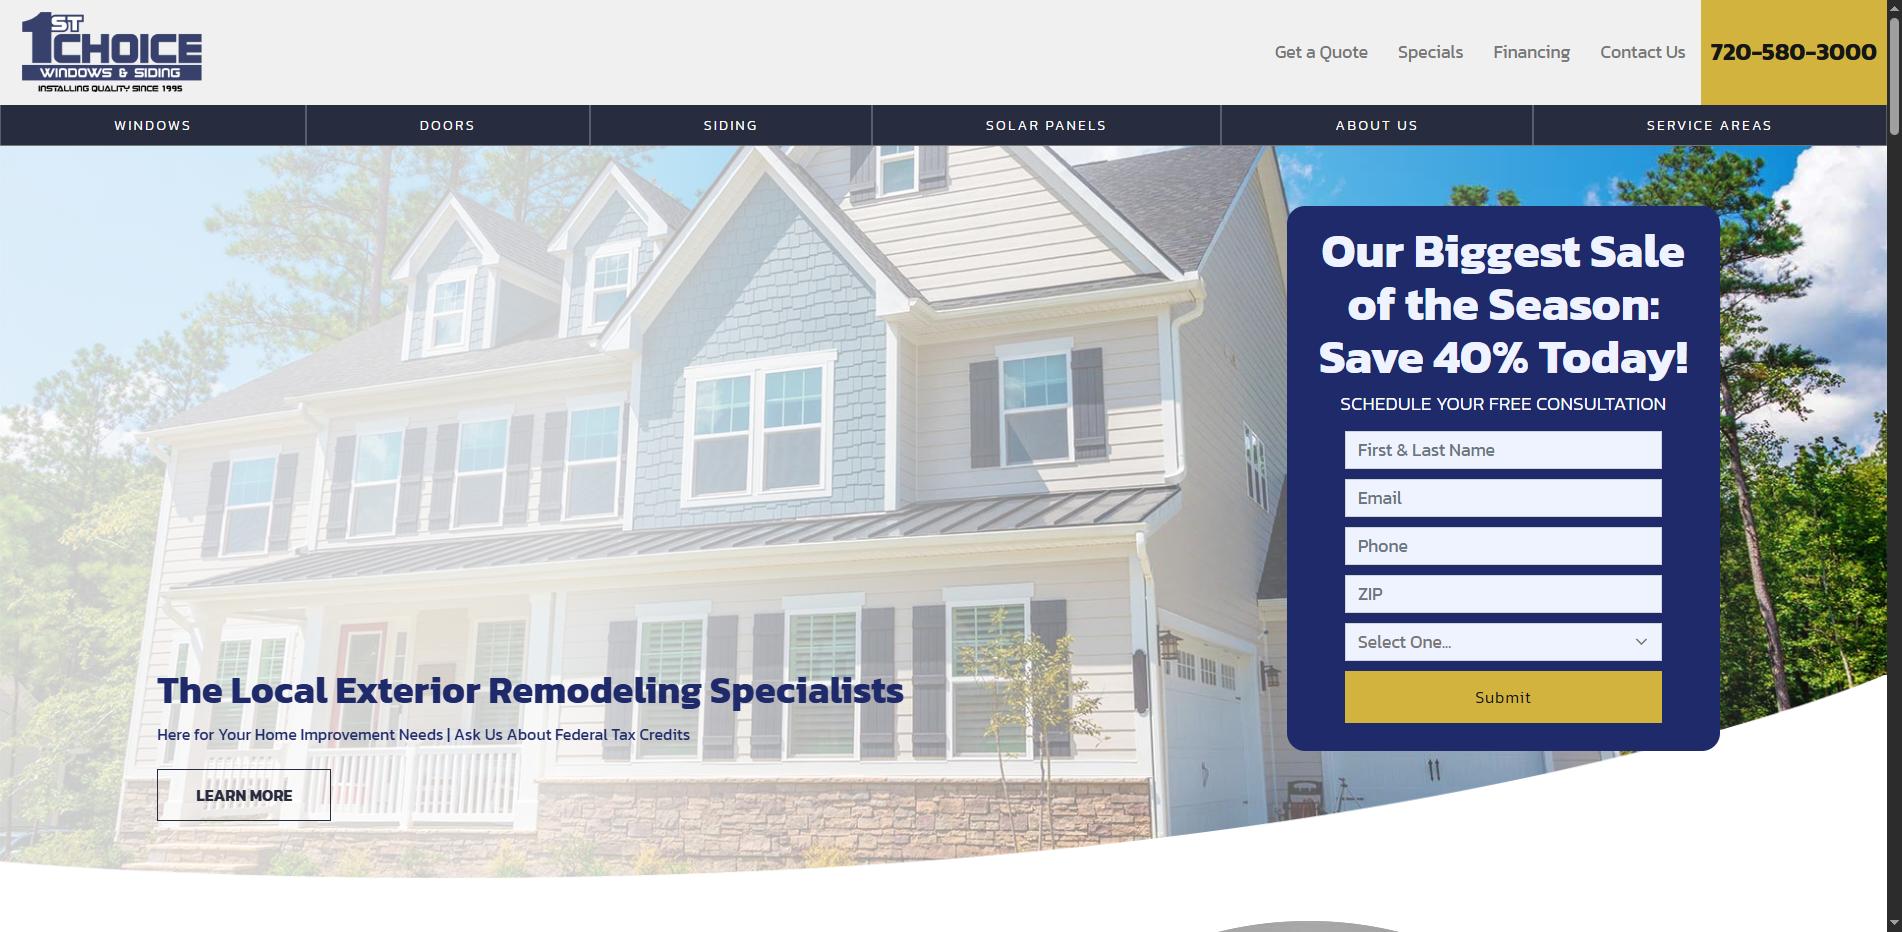 1ST
CHOICE
WINDOWS & SIDING
INSTALLING QUALITY SINCE 1995
Get a Quote
Specials
Financing
Contact Us
720-580-3000
WINDOWS
DOORS
SIDING
SOLAR PANELS
ABOUT US
SERVICE AREAS
Our Biggest Sale
of the Season:
Save 40% Today!
SCHEDULE YOUR FREE CONSULTATION
First & Last Name
Email
Phone
ZIP
Select One...
Submit
The Local Exterior Remodeling Specialists
Here for Your Home Improvement Needs | Ask Us About Federal Tax Credits
LEARN MORE